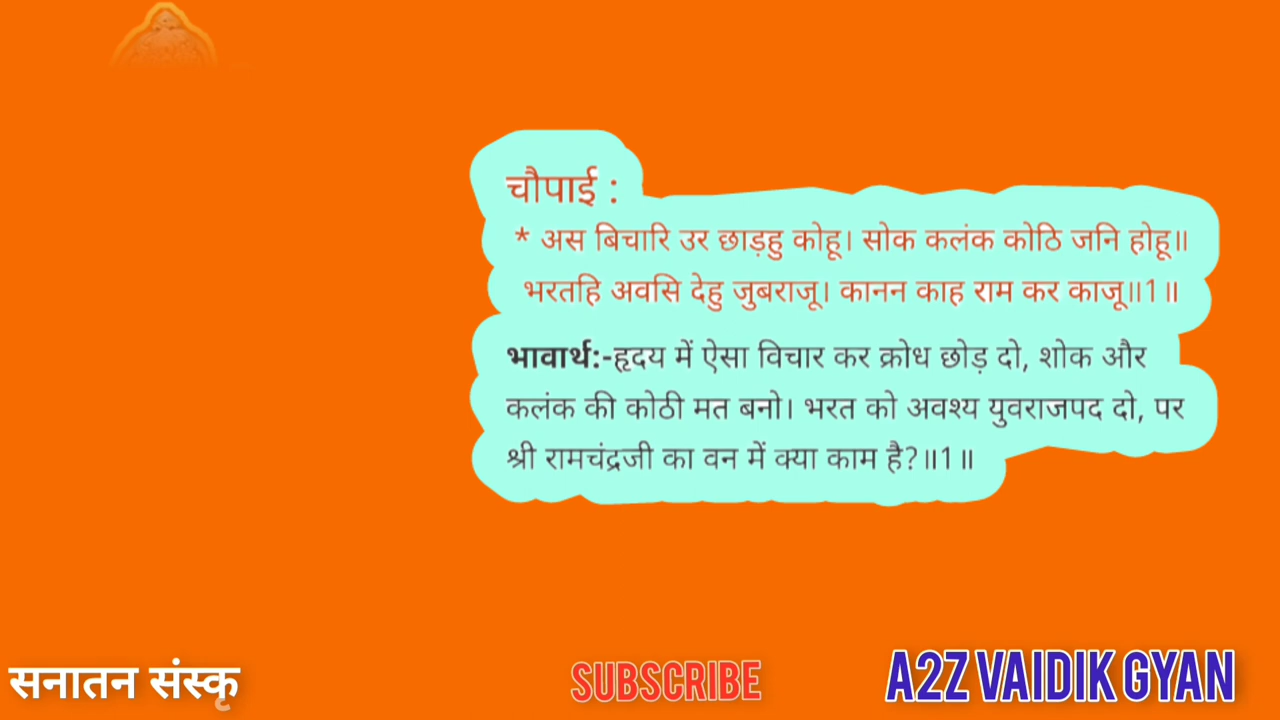 चौपाई :
* अस बिचारि उर छाड़हु कोहू। सोक कलंक कोठि जनि होहू॥
भरतहि अवसि देहु जुबराजू। कानन काह राम कर काजू॥1॥
भावार्थ:-हृदय में ऐसा विचार कर क्रोध छोड़ दो, शोक और
कलंक की कोठी मत बनो। भरत को अवश्य युवराजपद दो, पर
श्री रामचंद्रजी का वन में क्या काम है?॥1॥
सनातन संस्कृ
SUBSCRIBE
A2Z VAIDIK GYAN